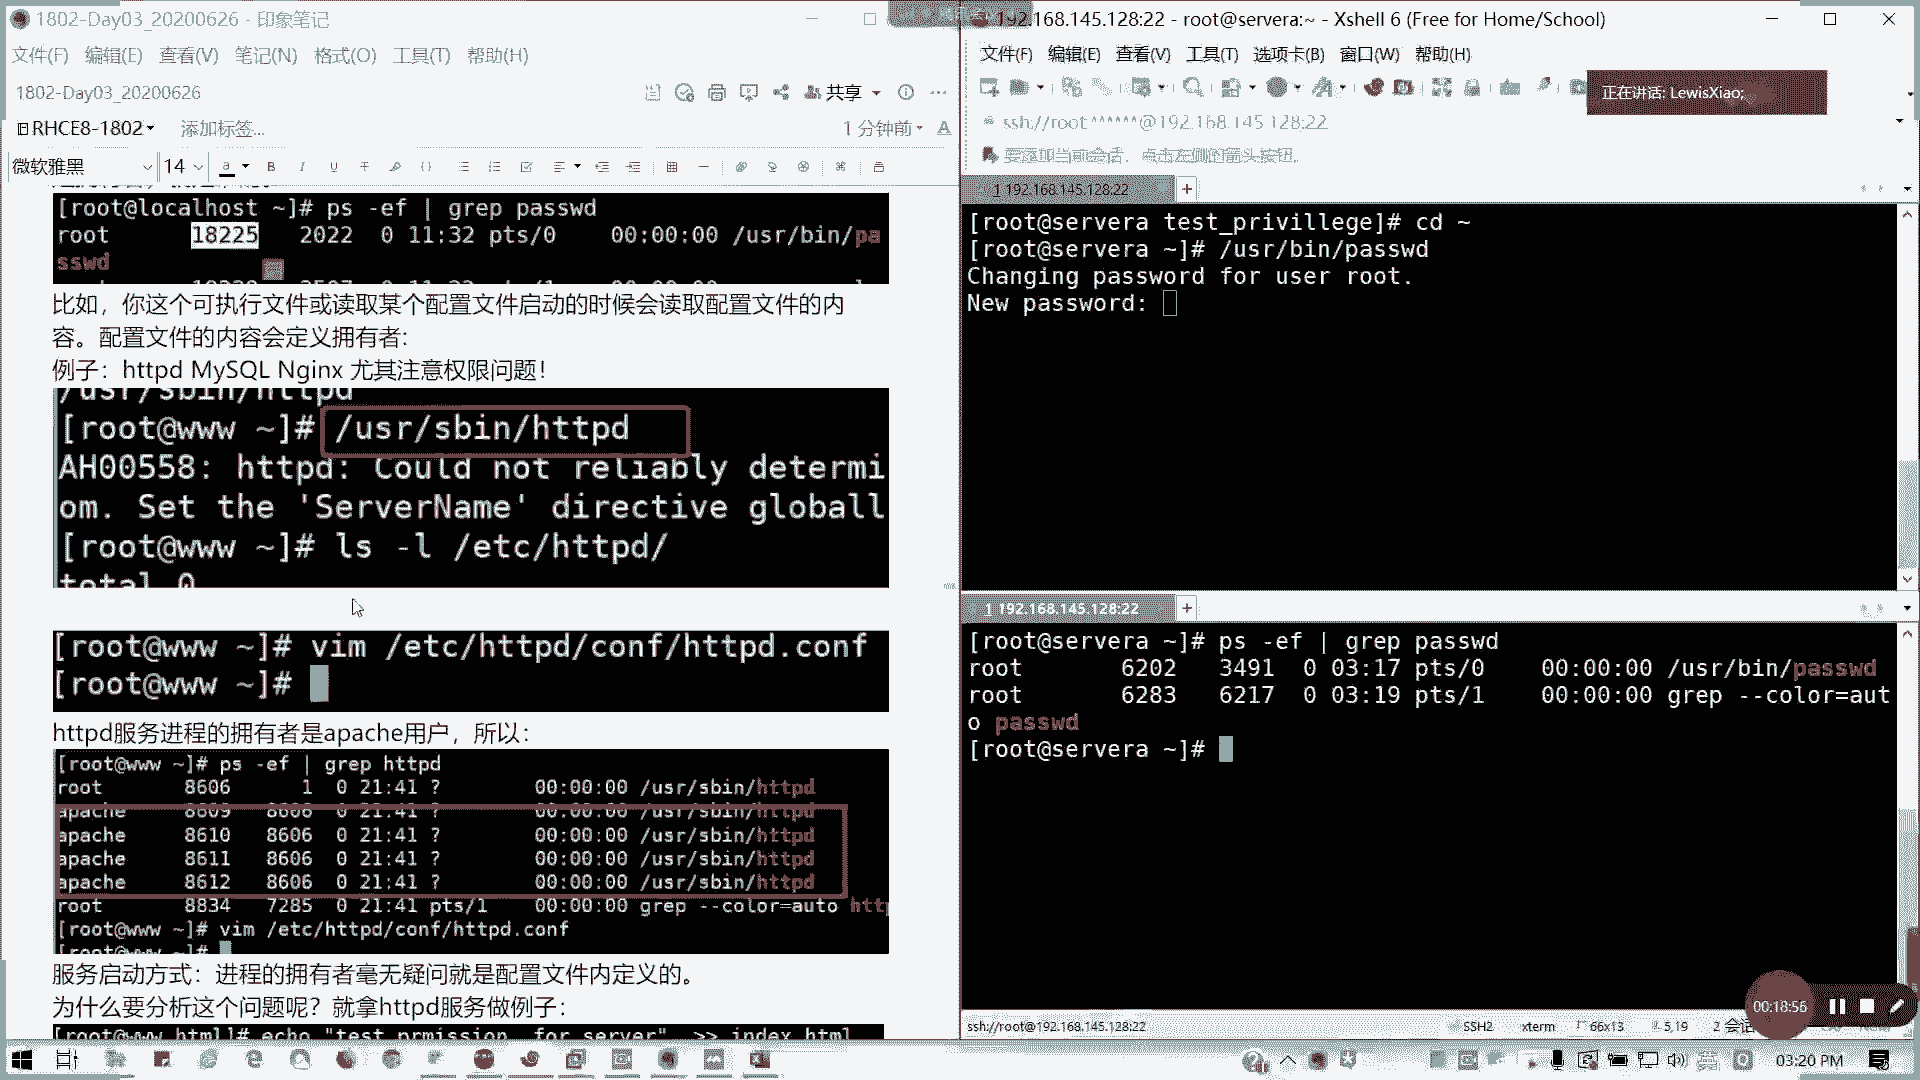 1802-Day03_20200626 - 印象笔记
文件(F) 编辑(E) 查看(V) 笔记(N) 格式(O) 工具(T) 帮助(H)
1802-Day03_20200626
共享
RHCE8-1802
添加标签...
1 分钟前
微软雅黑
14
[root@localhost ~]# ps -ef | grep passwd
root 18225 2022 0 11:32 pts/0 00:00:00 /usr/bin/pa
sswd
比如，你这个可执行文件或读取某个配置文件启动的时候会读取配置文件的内
容。配置文件的内容会定义拥有者:
例子：httpd MySQL Nginx 尤其注意权限问题！
/usr/sbin/httpd
[root@www ~]# /usr/sbin/httpd
AH00558: httpd: Could not reliably determi
om. Set the 'ServerName' directive globall
[root@www ~]# ls -l /etc/httpd/
total 0
[root@www ~]# vim /etc/httpd/conf/httpd.conf
[root@www ~]#
httpd服务进程的拥有者是apache用户，所以：
[root@www ~]# ps -ef | grep httpd
root 8606 1 0 21:41 ? 00:00:00 /usr/sbin/httpd
apache 8609 8606 0 21:41 ? 00:00:00 /usr/sbin/httpd
apache 8610 8606 0 21:41 ? 00:00:00 /usr/sbin/httpd
apache 8611 8606 0 21:41 ? 00:00:00 /usr/sbin/httpd
apache 8612 8606 0 21:41 ? 00:00:00 /usr/sbin/httpd
root 8834 7285 0 21:41 pts/1 00:00:00 grep --color=auto http
[root@www ~]# vim /etc/httpd/conf/httpd.conf
[root@www ~]#
服务启动方式：进程的拥有者毫无疑问就是配置文件内定义的。
为什么要分析这个问题呢？就拿httpd服务做例子：
[root@www html]# echo "test prmission for server" >> index.html
192.168.145.128:22 - root@servera:~ - Xshell 6 (Free for Home/School)
文件(F) 编辑(E) 查看(V) 工具(T) 选项卡(B) 窗口(W) 帮助(H)
正在讲话: LewisXiao;
ssh://root:******@192.168.145.128:22
要添加当前会话，点击左侧的箭头按钮。
1 192.168.145.128:22
[root@servera test_privillege]# cd ~
[root@servera ~]# /usr/bin/passwd
Changing password for user root.
New password:
1 192.168.145.128:22
[root@servera ~]# ps -ef | grep passwd
root 6202 3491 0 03:17 pts/0 00:00:00 /usr/bin/passwd
root 6283 6217 0 03:19 pts/1 00:00:00 grep --color=aut
o passwd
[root@servera ~]#
00:18:56
ssh://root@192.168.145.128:22
SSH2
xterm
66x13
5,19
2 会话
03:20 PM